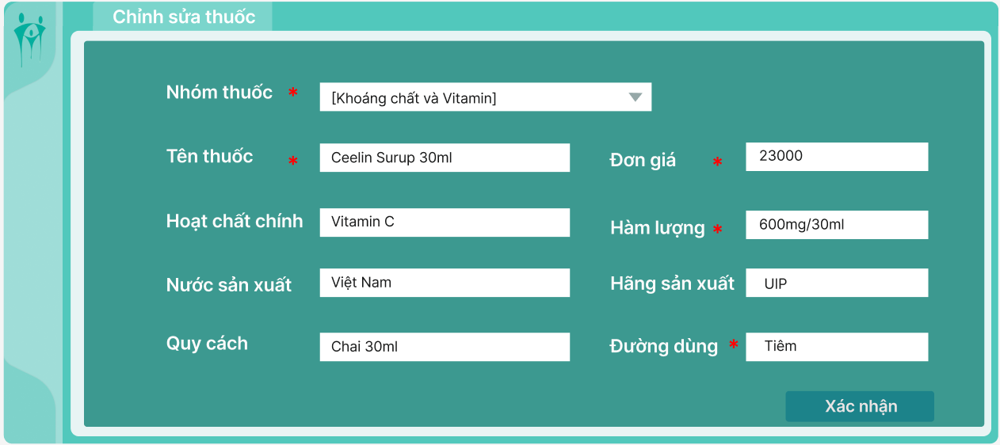 Chỉnh sửa thuốc
Nhóm thuốc * [Khoáng chất và Vitamin]
Tên thuốc * Ceelin Surup 30ml Đơn giá * 23000
Hoạt chất chính Vitamin C Hàm lượng * 600mg/30ml
Nước sản xuất Việt Nam Hãng sản xuất UIP
Quy cách Chai 30ml Đường dùng * Tiêm
Xác nhận